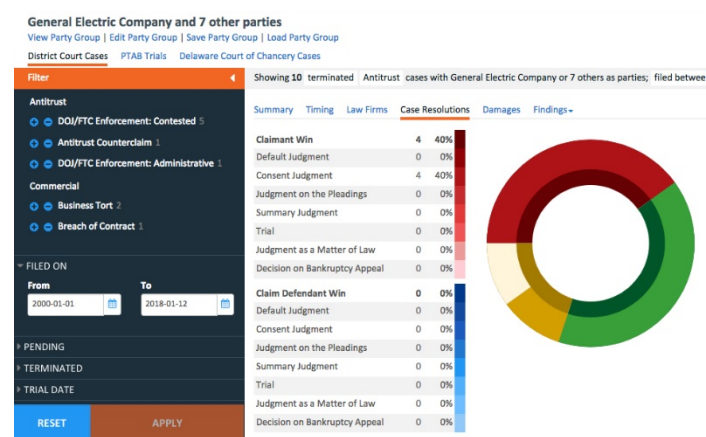 General Electric Company and 7 other parties
View Party Group | Edit Party Group | Save Party Group | Load Party Group
District Court Cases PTAB Trials Delaware Court of Chancery Cases
Filter
Showing 10 terminated Antitrust cases with General Electric Company or 7 others as parties; filed betwee
Antitrust
DOJ/FTC Enforcement: Contested 5
Antitrust Counterclaim 1
DOJ/FTC Enforcement: Administrative 1
Commercial
Business Tort 2
Breach of Contract 1
FILED ON
From To
2000-01-01 2018-01-12
PENDING
TERMINATED
TRIAL DATE
RESET APPLY
Summary Timing Law Firms Case Resolutions Damages Findings
Claimant Win 4 40%
Default Judgment 0 0%
Consent Judgment 4 40%
Judgment on the Pleadings 0 0%
Summary Judgment 0 0%
Trial 0 0%
Judgment as a Matter of Law 0 0%
Decision on Bankruptcy Appeal 0 0%
Claim Defendant Win 0 0%
Default Judgment 0 0%
Consent Judgment 0 0%
Judgment on the Pleadings 0 0%
Summary Judgment 0 0%
Trial 0 0%
Judgment as a Matter of Law 0 0%
Decision on Bankruptcy Appeal 0 0%